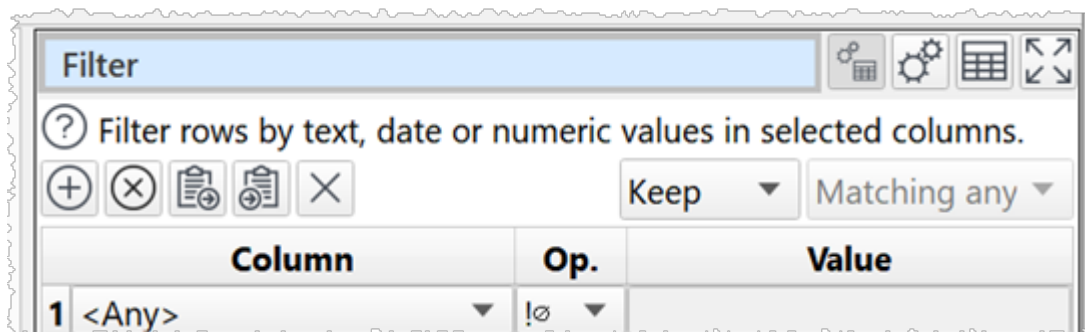 Filter
Filter rows by text, date or numeric values in selected columns.
Keep Matching any
Column Op. Value
1 <Any> !∅